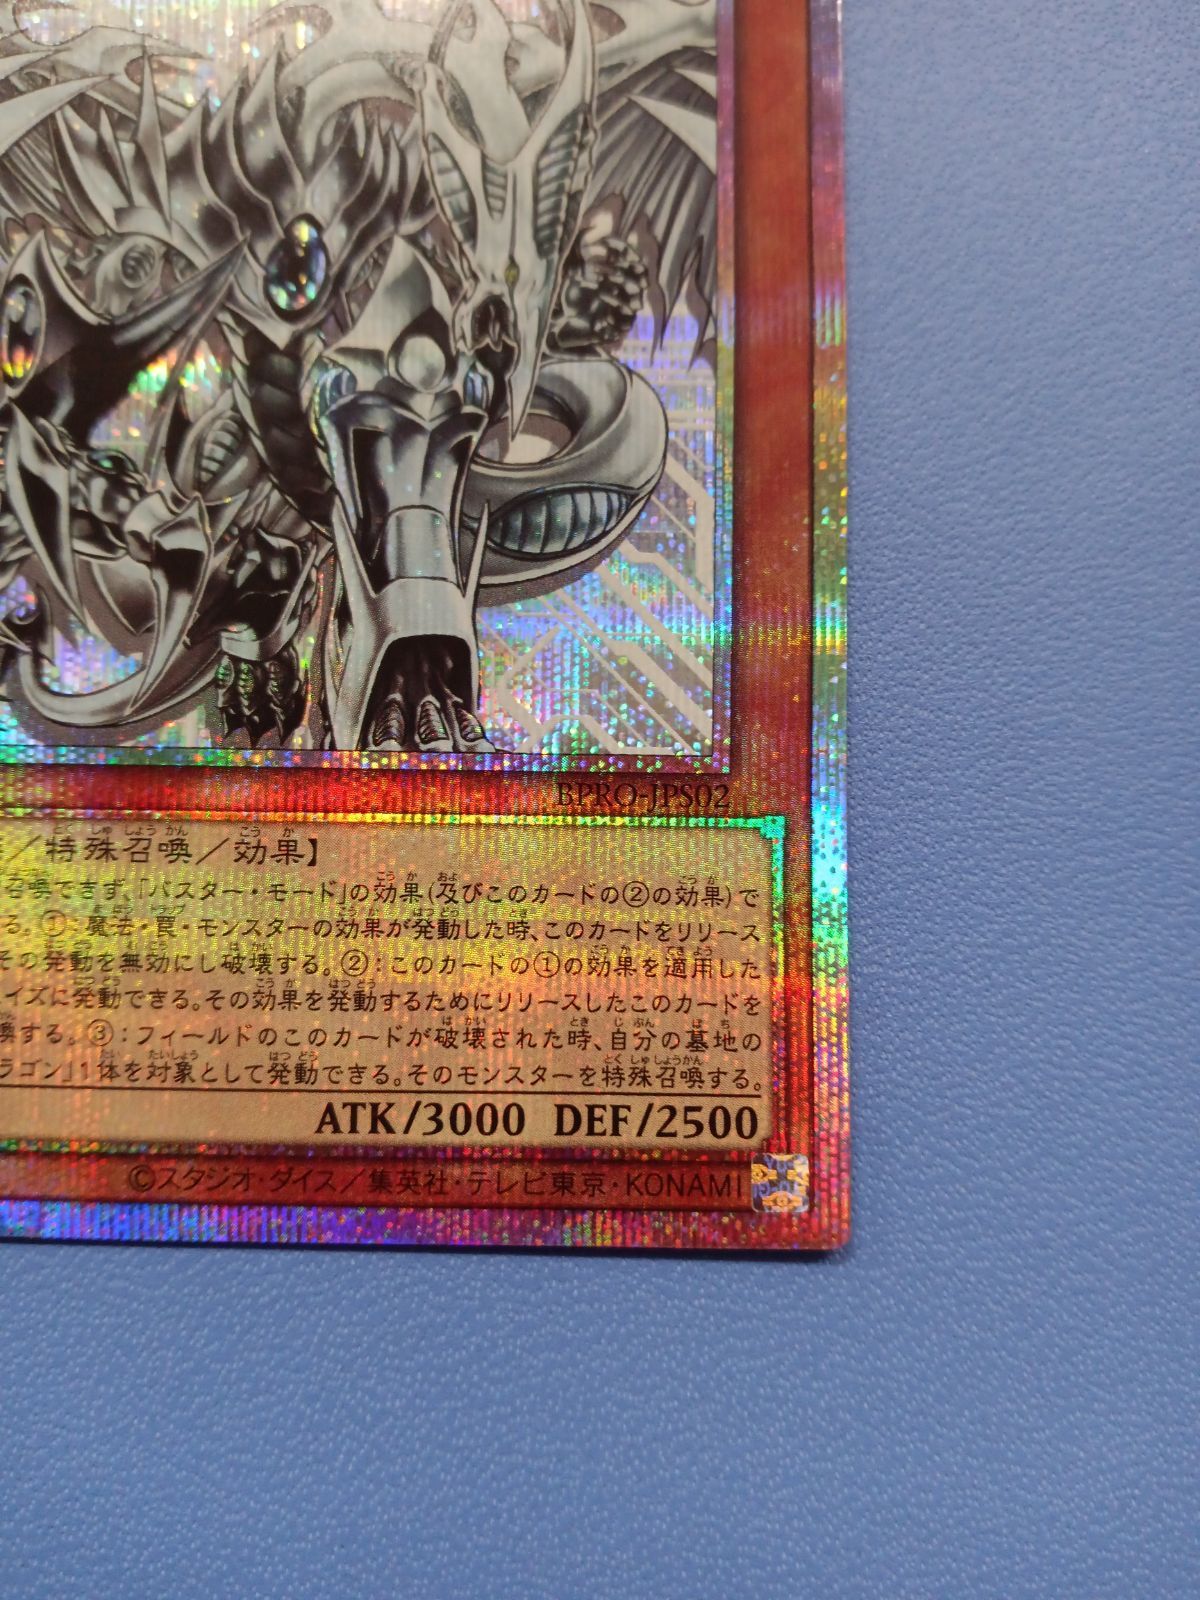 BPRO-JPS02
／特殊召喚／効果】
召喚できず、「バスター・モード」の効果(及びこのカードの②の効果)で
る。①：魔法・罠・モンスターの効果が発動した時、このカードをリリース
その発動を無効にし破壊する。②：このカードの①の効果を適用した
イズに発動できる。その効果を発動するためにリリースしたこのカードを
喚する。③：フィールドのこのカードが破壊された時、自分の墓地の
ラゴン」1体を対象として発動できる。そのモンスターを特殊召喚する。
ATK/3000 DEF/2500
©スタジオ・ダイス／集英社・テレビ東京・KONAMI